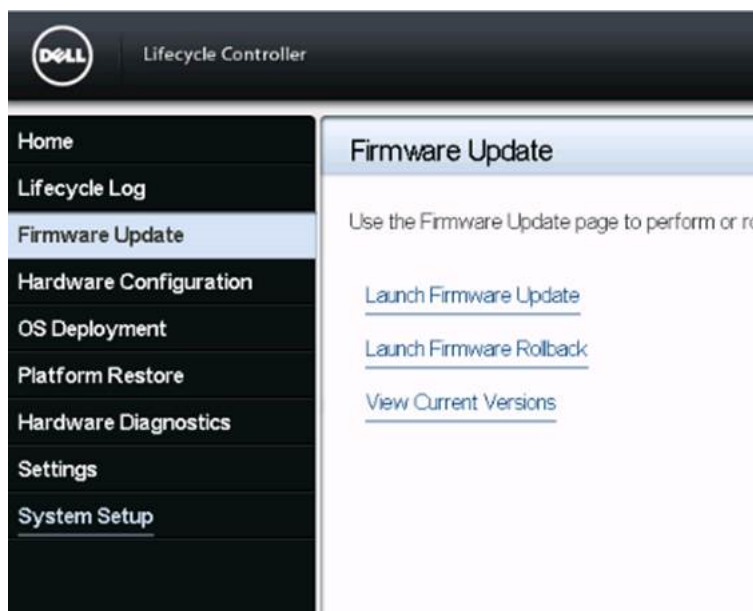 DELL
Lifecycle Controller
Home
Lifecycle Log
Firmware Update
Hardware Configuration
OS Deployment
Platform Restore
Hardware Diagnostics
Settings
System Setup
Firmware Update
Use the Firmware Update page to perform or
Launch Firmware Update
Launch Firmware Rollback
View Current Versions